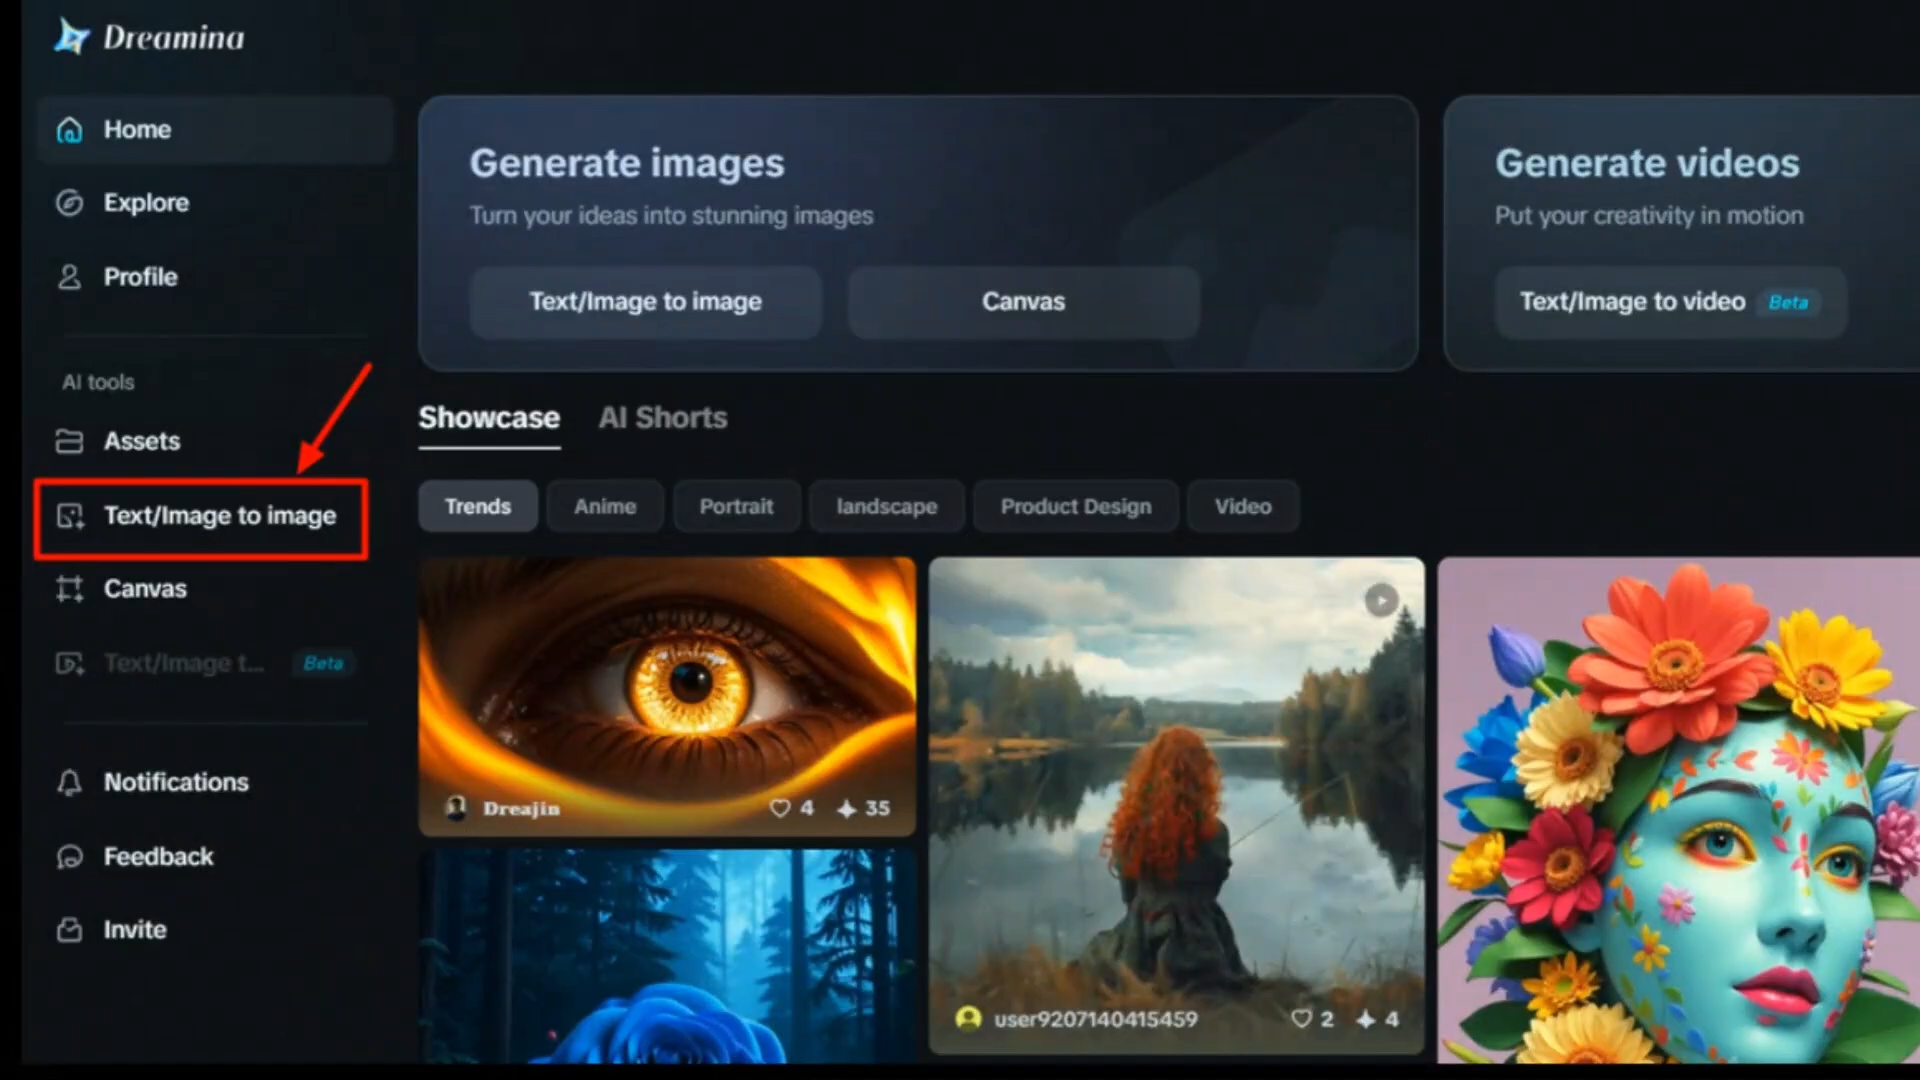 Dreamina
Home
Explore
Profile
AI tools
Assets
Text/Image to image
Canvas
Text/Image t... Beta
Notifications
Feedback
Invite
Generate images
Turn your ideas into stunning images
Text/Image to image
Canvas
Generate videos
Put your creativity in motion
Text/Image to video Beta
Showcase
AI Shorts
Trends
Anime
Portrait
landscape
Product Design
Video
Dreajin
4
35
user9207140415459
2
4